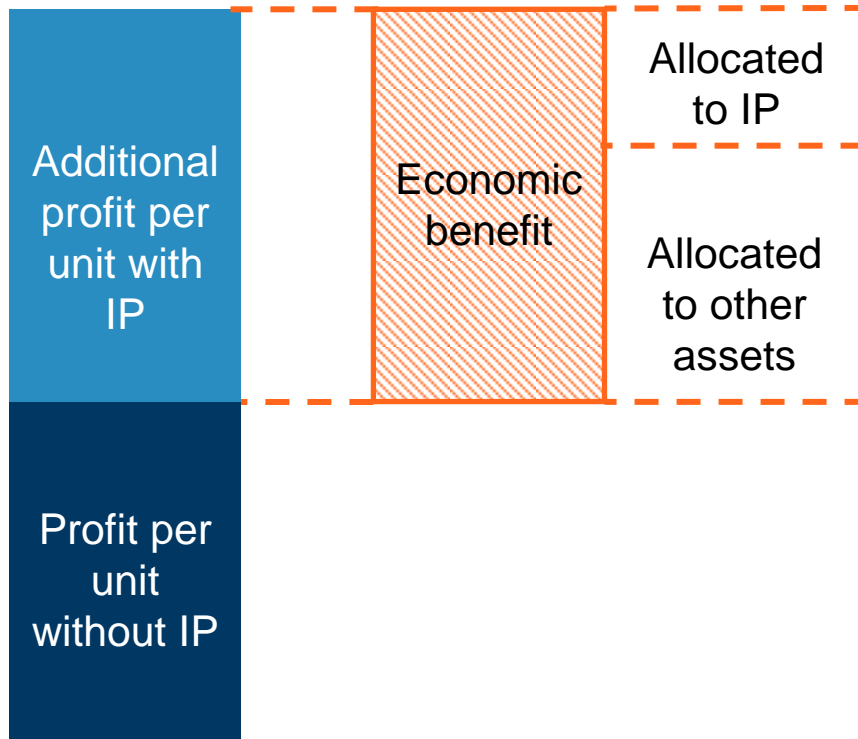 Additional
profit per
unit with
IP
Profit per
unit
without IP
Economic
benefit
Allocated
to IP
Allocated
to other
assets